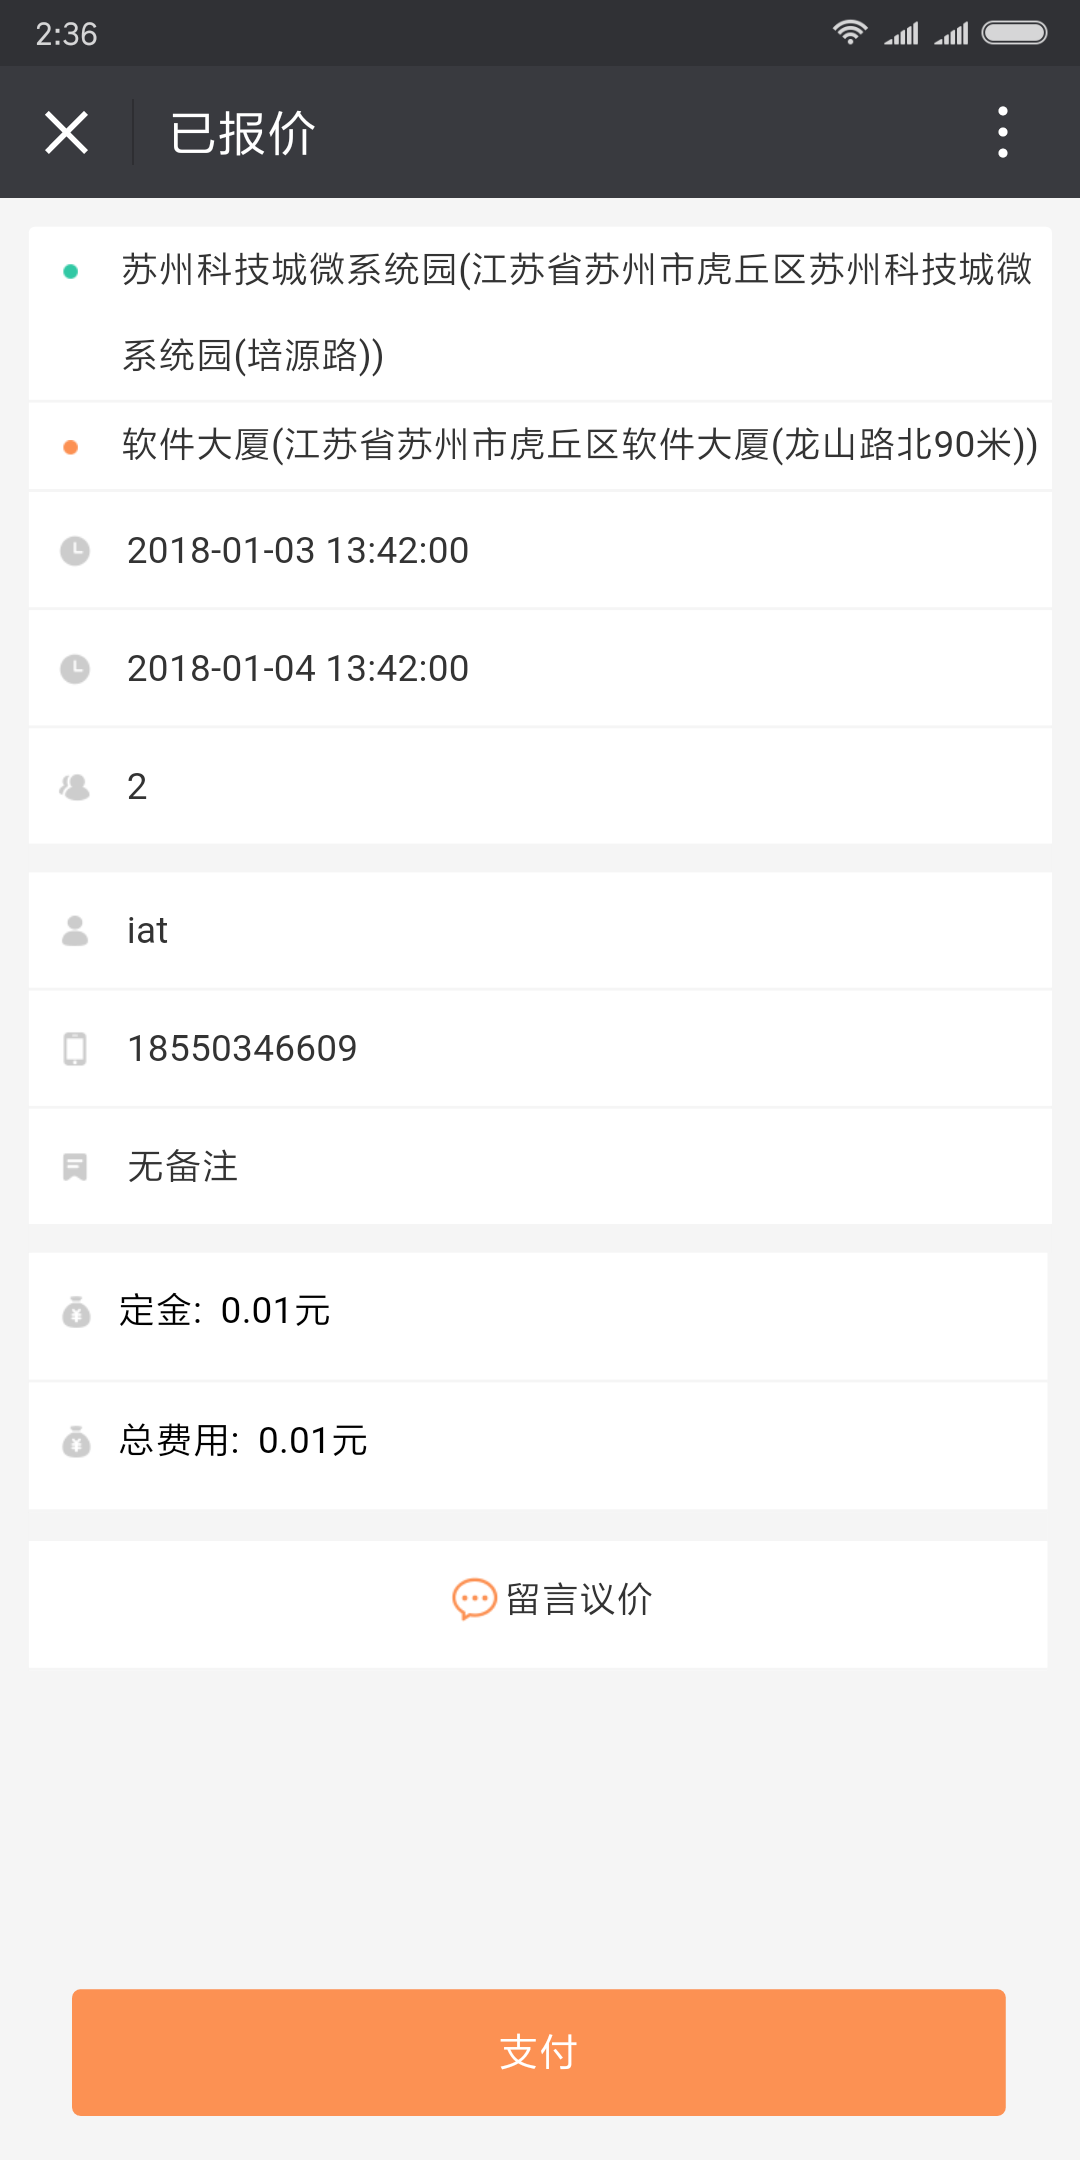 2:36
已报价
苏州科技城微系统园(江苏省苏州市虎丘区苏州科技城微
系统园(培源路))
软件大厦(江苏省苏州市虎丘区软件大厦(龙山路北90米))
2018-01-03 13:42:00
2018-01-04 13:42:00
2
iat
18550346609
无备注
定金: 0.01元
总费用: 0.01元
留言议价
支付